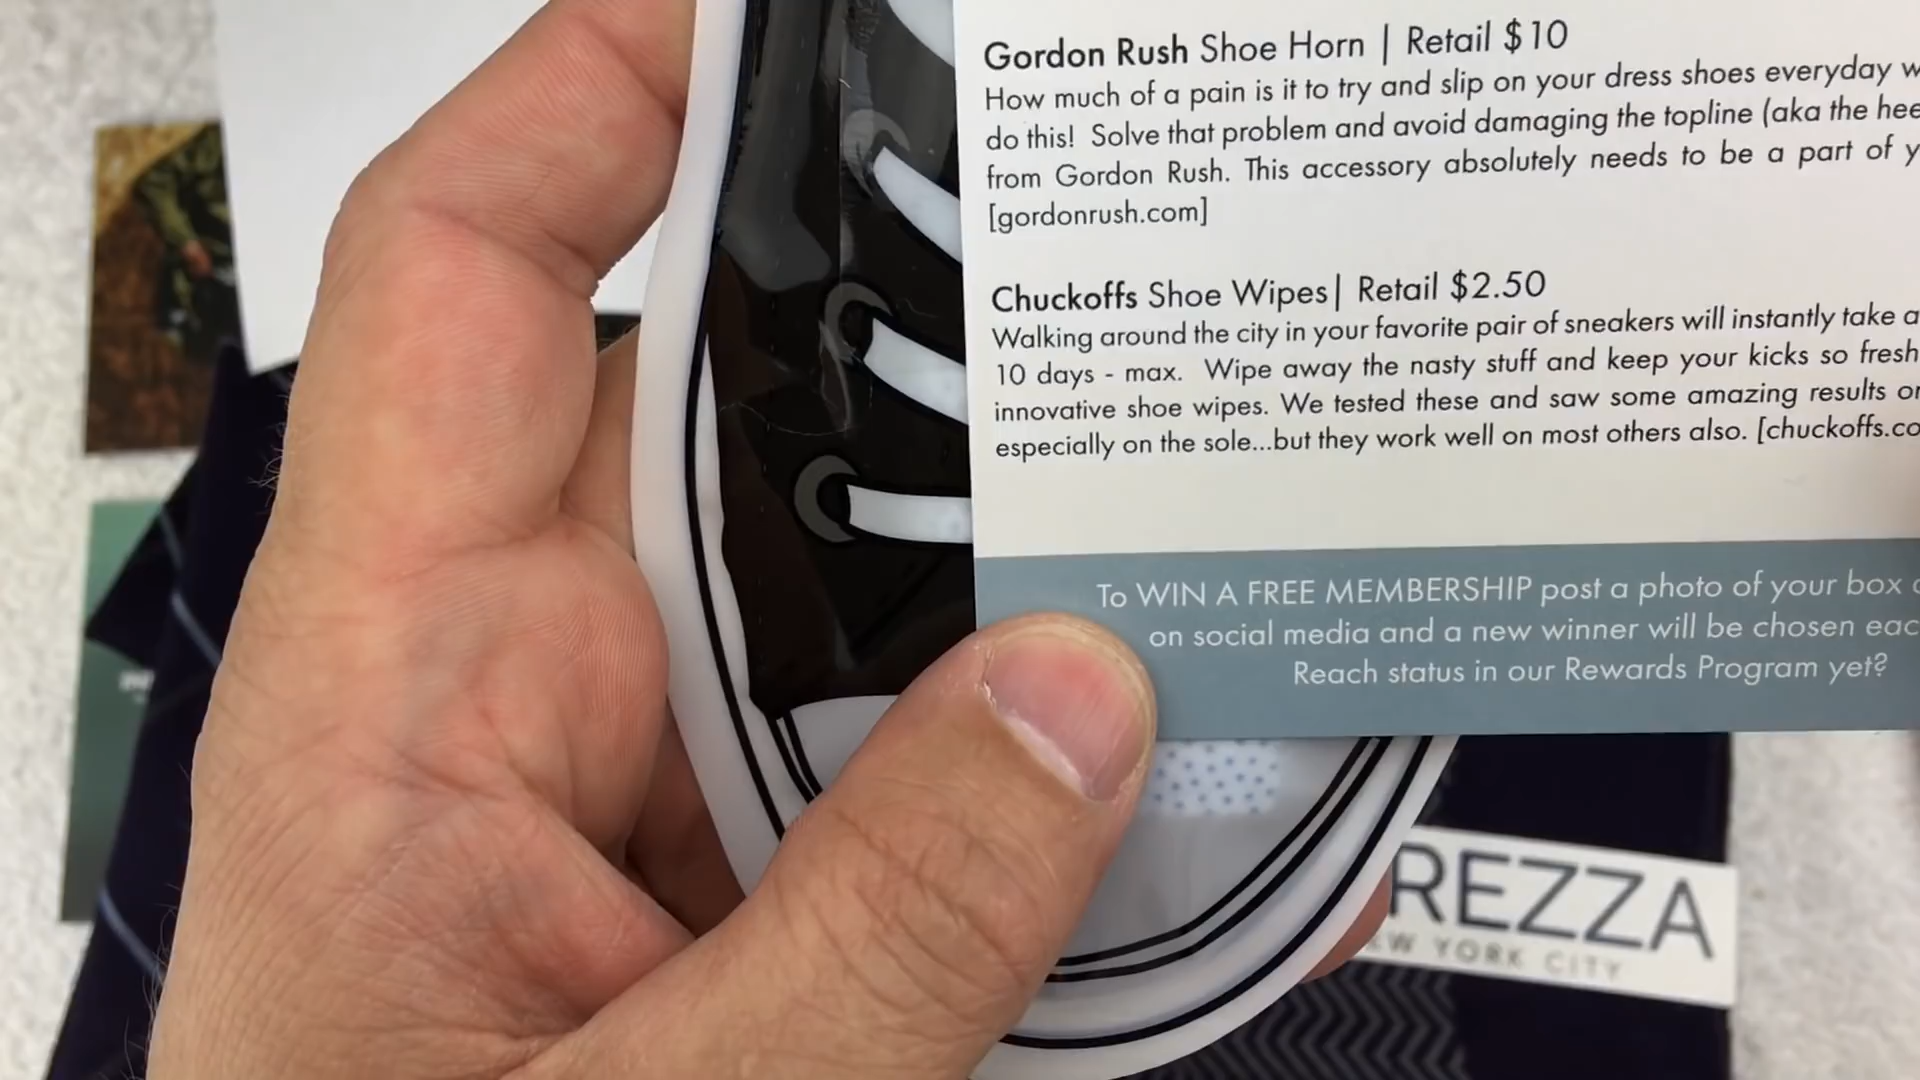 Gordon Rush Shoe Horn | Retail $10
How much of a pain is it to try and slip on your dress shoes everyday
do this! Solve that problem and avoid damaging the topline (aka the
from Gordon Rush. This accessory absolutely needs to be a part of
[gordonrush.com]
Chuckoffs Shoe Wipes| Retail $2.50
Walking around the city in your favorite pair of sneakers will instantly take a
10 days - max. Wipe away the nasty stuff and keep your kicks so fresh
innovative shoe wipes. We tested these and saw some amazing results
especially on the sole...but they work well on most others also. [chuckoffs.co
To WIN A FREE MEMBERSHIP post a photo of your box
on social media and a new winner will be chosen
Reach status in our Rewards Program yet?
REZZA
YORK CITY